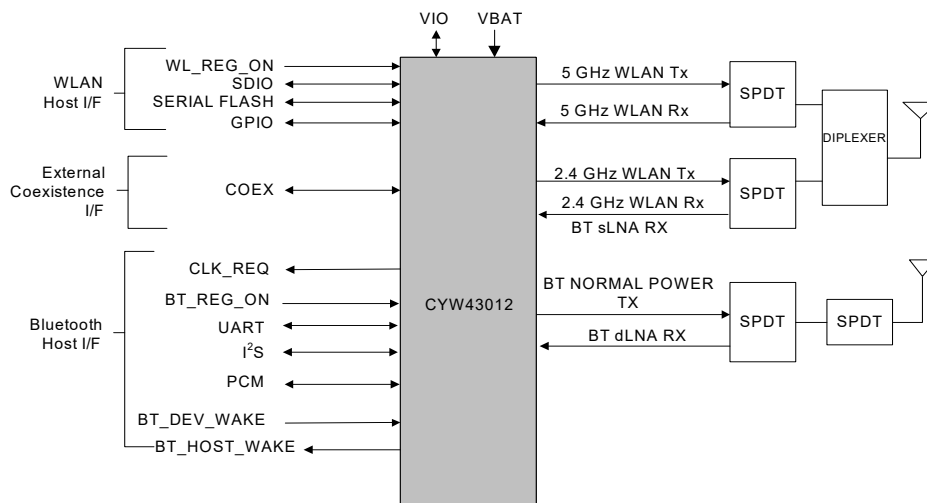 VIO
VBAT
WLAN
Host I/F
WL_REG_ON
SDIO
SERIAL FLASH
GPIO
External
Coexistence
I/F
COEX
Bluetooth
Host I/F
CLK_REQ
BT_REG_ON
UART
I²S
PCM
BT_DEV_WAKE
BT_HOST_WAKE
CYW43012
5 GHz WLAN Tx
5 GHz WLAN Rx
SPDT
DIPLEXER
2.4 GHz WLAN Tx
2.4 GHz WLAN Rx
BT sLNA RX
SPDT
BT NORMAL POWER
TX
BT dLNA RX
SPDT
SPDT